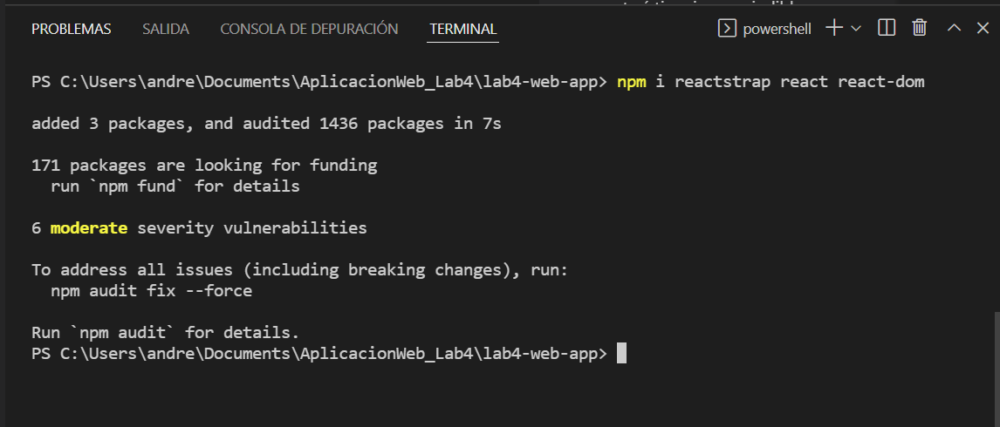 PROBLEMAS SALIDA CONSOLA DE DEPURACIÓN TERMINAL powershell
PS C:\Users\andre\Documents\AplicacionWeb_Lab4\lab4-web-app> npm i reactstrap react react-dom
added 3 packages, and audited 1436 packages in 7s
171 packages are looking for funding
  run `npm fund` for details
6 moderate severity vulnerabilities
To address all issues (including breaking changes), run:
  npm audit fix --force
Run `npm audit` for details.
PS C:\Users\andre\Documents\AplicacionWeb_Lab4\lab4-web-app>